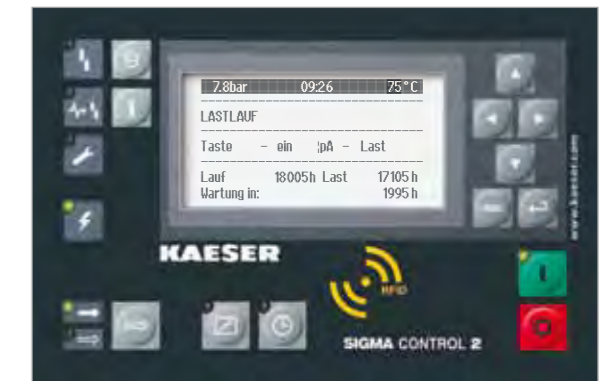 7.8bar 09:26 75°C
LASTLAUF
Taste - ein ¦pA - Last
Lauf 18005h Last 17105h
Wartung in: 1995h
www.kaeser.com
KAESER
RFID
SIGMA CONTROL 2